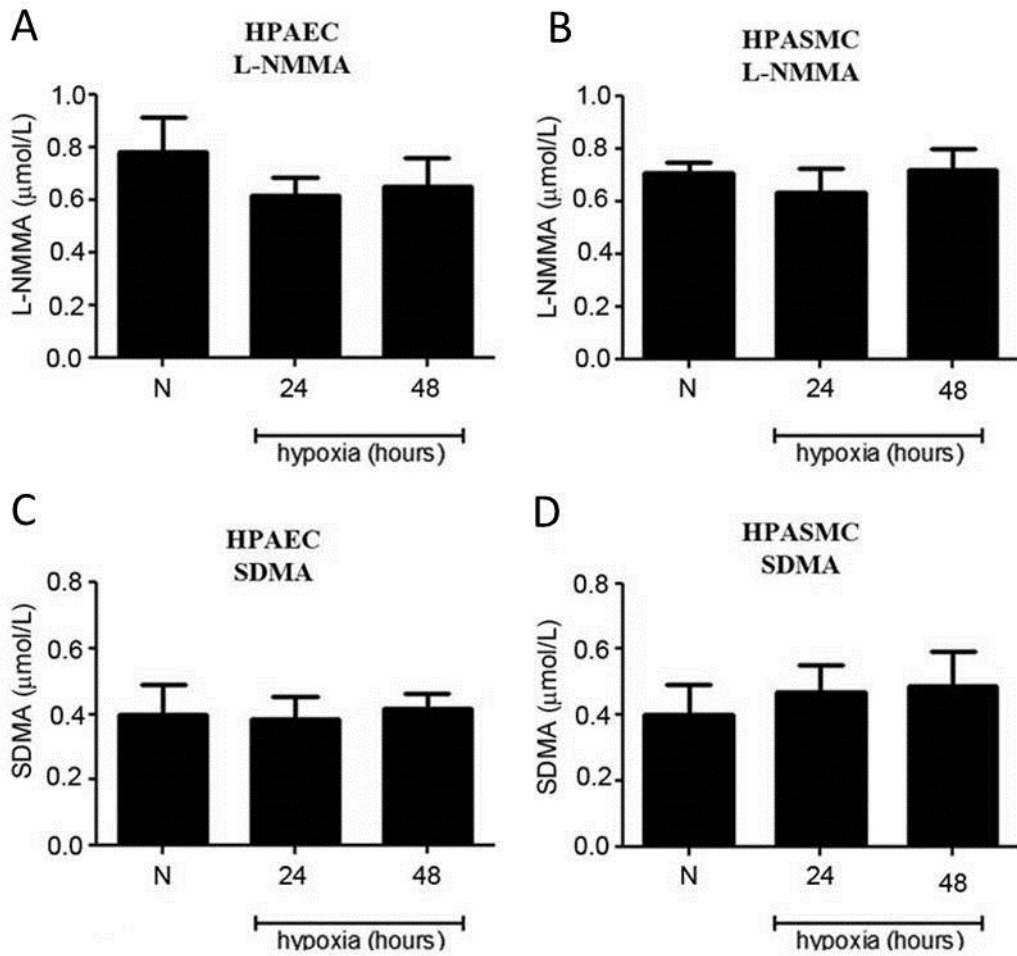 A
HPAEC
L-NMMA
L-NMMA (μmol/L)
1.0
0.8
0.6
0.4
0.2
0.0
N
24
48
hypoxia (hours)
B
HPASMC
L-NMMA
L-NMMA (μmol/L)
1.0
0.8
0.6
0.4
0.2
0.0
N
24
48
hypoxia (hours)
C
HPAEC
SDMA
SDMA (μmol/L)
0.8
0.6
0.4
0.2
0.0
N
24
48
hypoxia (hours)
D
HPASMC
SDMA
SDMA (μmol/L)
0.8
0.6
0.4
0.2
0.0
N
24
48
hypoxia (hours)